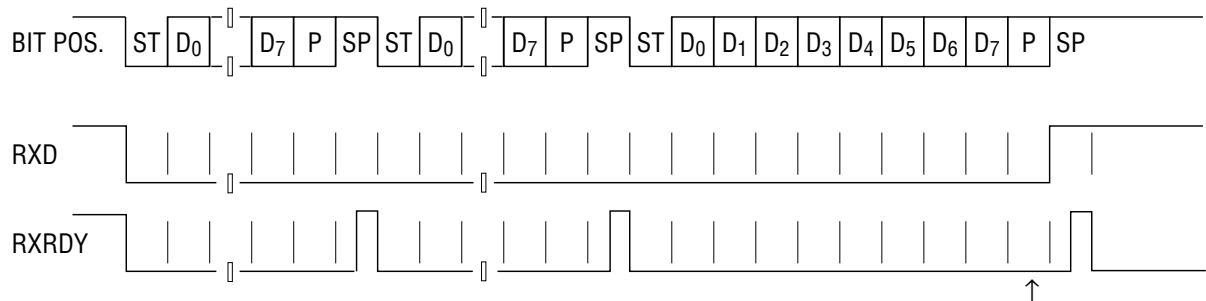 BIT POS. ST D₀ D₇ P SP ST D₀ D₇ P SP ST D₀ D₁ D₂ D₃ D₄ D₅ D₆ D₇ P SP
RXD
RXRDY